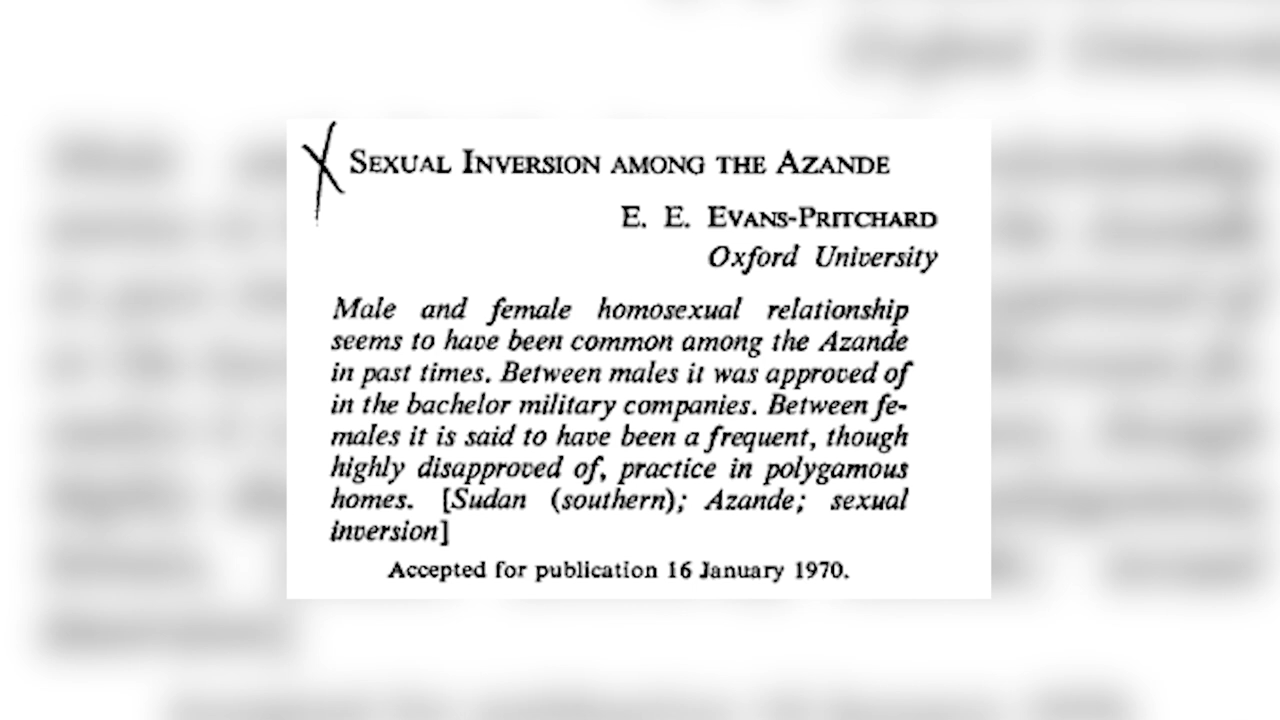 SEXUAL INVERSION AMONG THE AZANDE
E. E. EVANS-PRITCHARD
Oxford University
Male and female homosexual relationship
seems to have been common among the Azande
in past times. Between males it was approved of
in the bachelor military companies. Between fe-
males it is said to have been a frequent, though
highly disapproved of, practice in polygamous
homes. [Sudan (southern); Azande; sexual
inversion]
Accepted for publication 16 January 1970.